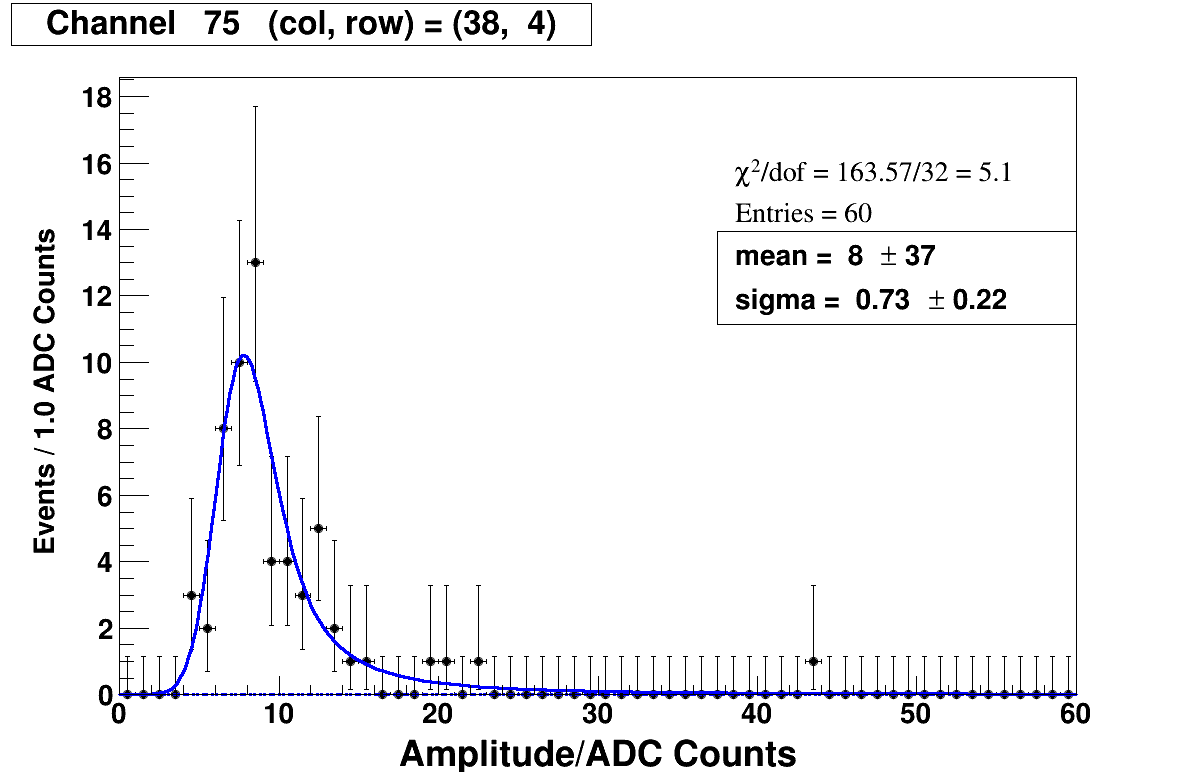 Channel 75 (col, row) = (38, 4)
18
16
14
12
10
8
6
4
2
0
Events / 1.0 ADC Counts
χ²/dof = 163.57/32 = 5.1
Entries = 60
mean = 8 ± 37
sigma = 0.73 ± 0.22
0 10 20 30 40 50 60
Amplitude/ADC Counts